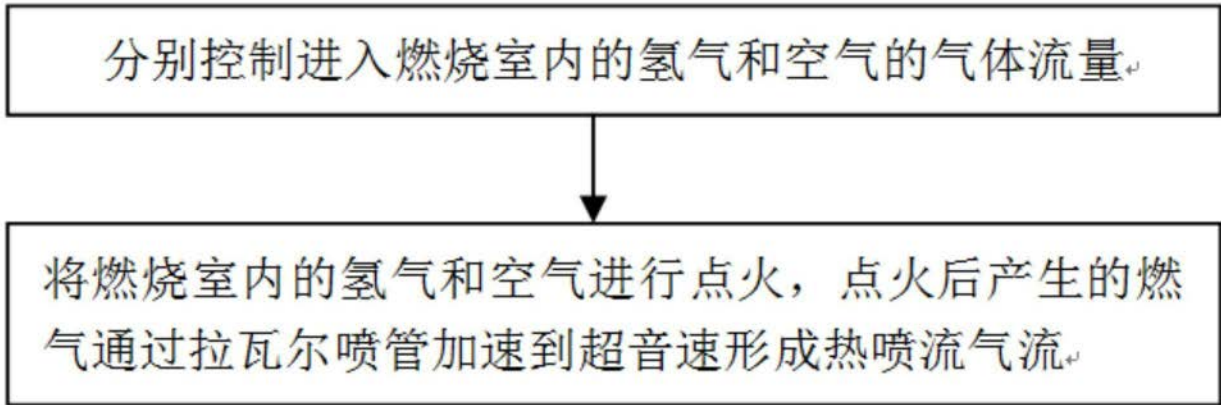 分别控制进入燃烧室内的氢气和空气的气体流量
将燃烧室内的氢气和空气进行点火，点火后产生的燃
气通过拉瓦尔喷管加速到超音速形成热喷流气流